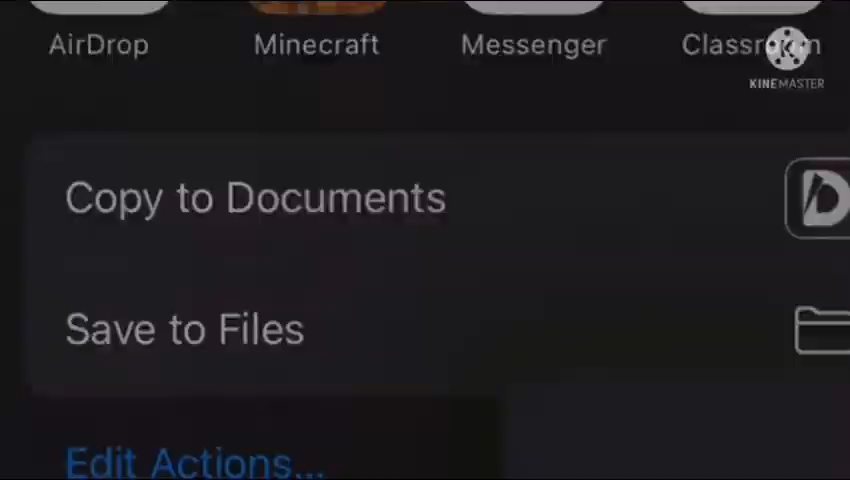 AirDrop Minecraft Messenger Classroom
KINEMASTER
Copy to Documents
Save to Files
Edit Actions...